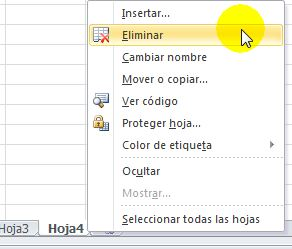 Insertar...
Eliminar
Cambiar nombre
Mover o copiar...
Ver código
Proteger hoja...
Color de etiqueta
Ocultar
Mostrar...
Seleccionar todas las hojas
Hoja3 Hoja4